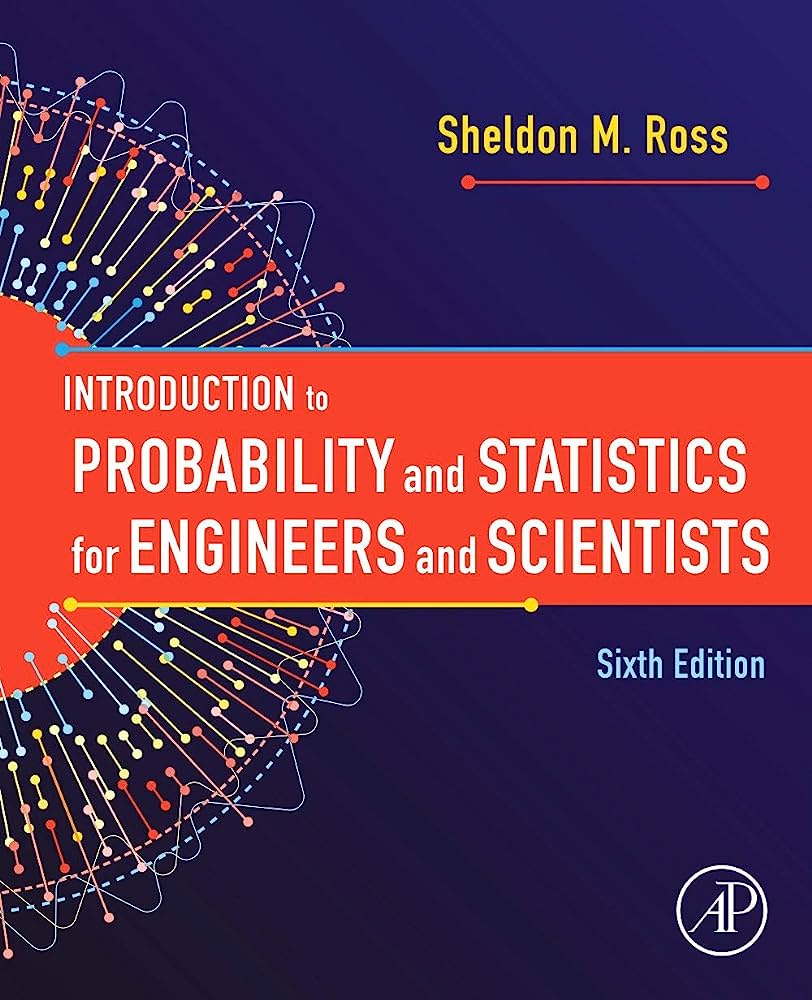 Sheldon M. Ross
INTRODUCTION to
PROBABILITY and STATISTICS
for ENGINEERS and SCIENTISTS
Sixth Edition
AP